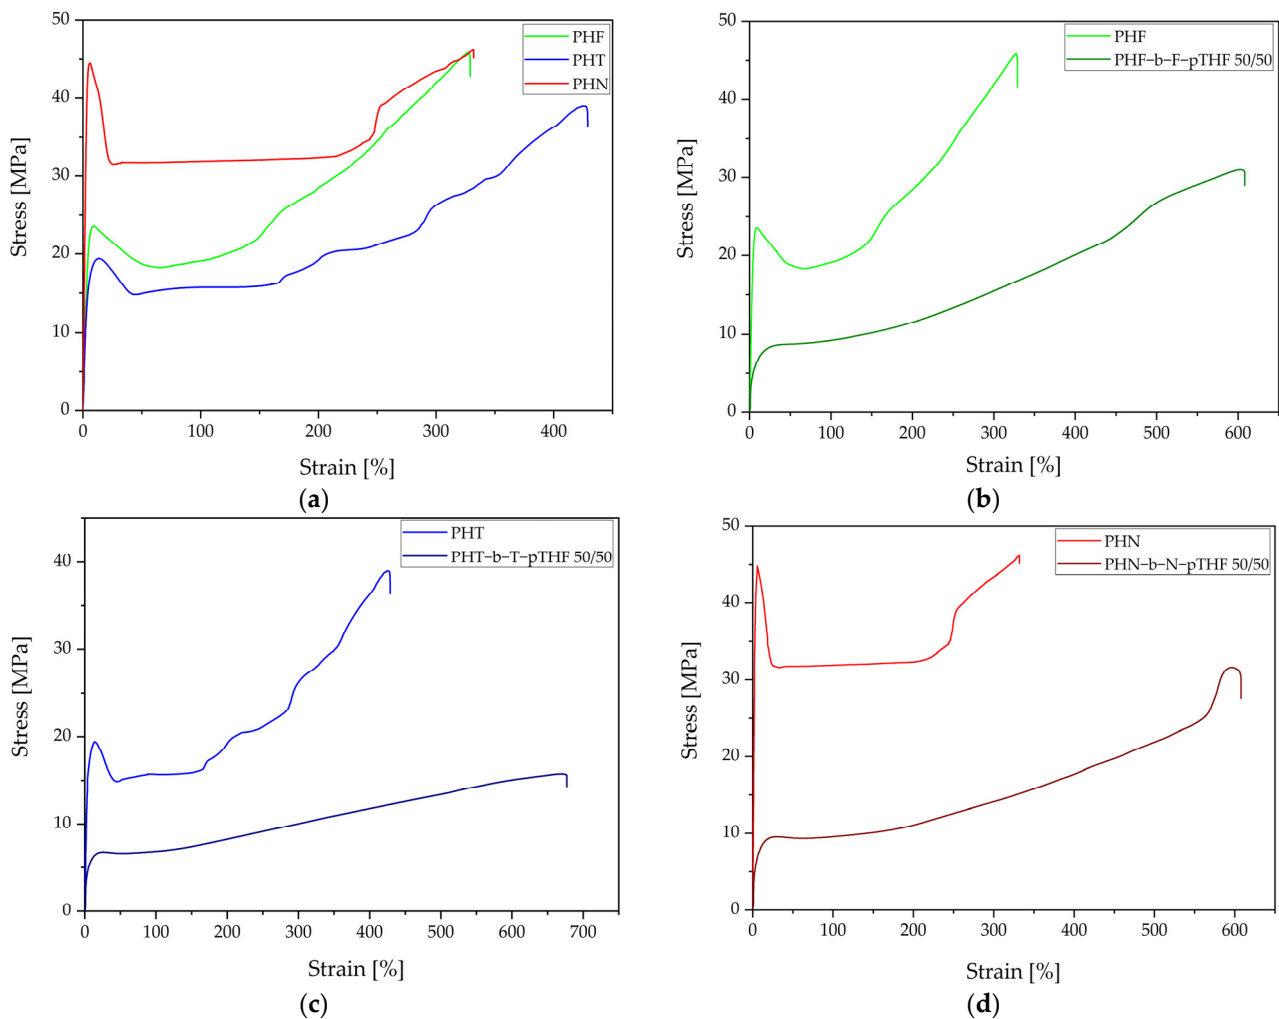 50
40
30
20
10
0
Stress [MPa]
PHF
PHT
PHN
0 100 200 300 400
Strain [%]
(a)
50
40
30
20
10
0
Stress [MPa]
PHF
PHF−b−F−pTHF 50/50
0 100 200 300 400 500 600
Strain [%]
(b)
40
30
20
10
0
Stress [MPa]
PHT
PHT−b−T−pTHF 50/50
0 100 200 300 400 500 600 700
Strain [%]
(c)
50
40
30
20
10
0
Stress [MPa]
PHN
PHN−b−N−pTHF 50/50
0 100 200 300 400 500 600
Strain [%]
(d)